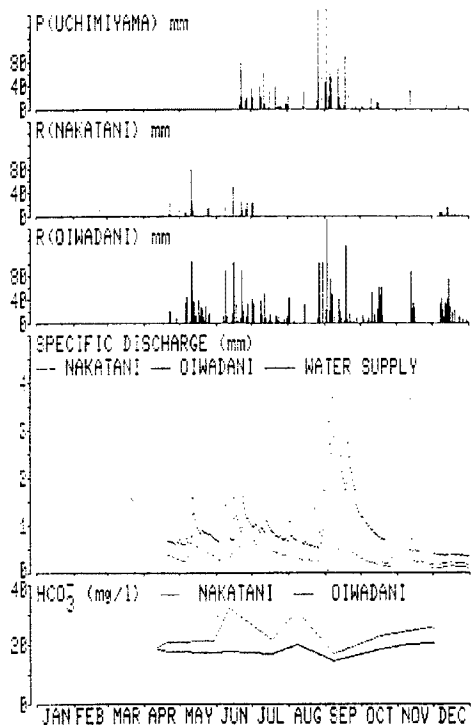 P(UCHIMIYAMA) mm
80
40
0
R(NAKATANI) mm
80
40
0
R(OIWADANI) mm
80
40
0
SPECIFIC DISCHARGE (mm)
NAKATANI — OIWADANI — WATER SUPPLY
4
3
2
1
0
40
HCO₃⁻ (mg/l) — NAKATANI — OIWADANI
20
0
JAN FEB MAR APR MAY JUN JUL AUG SEP OCT NOV DEC